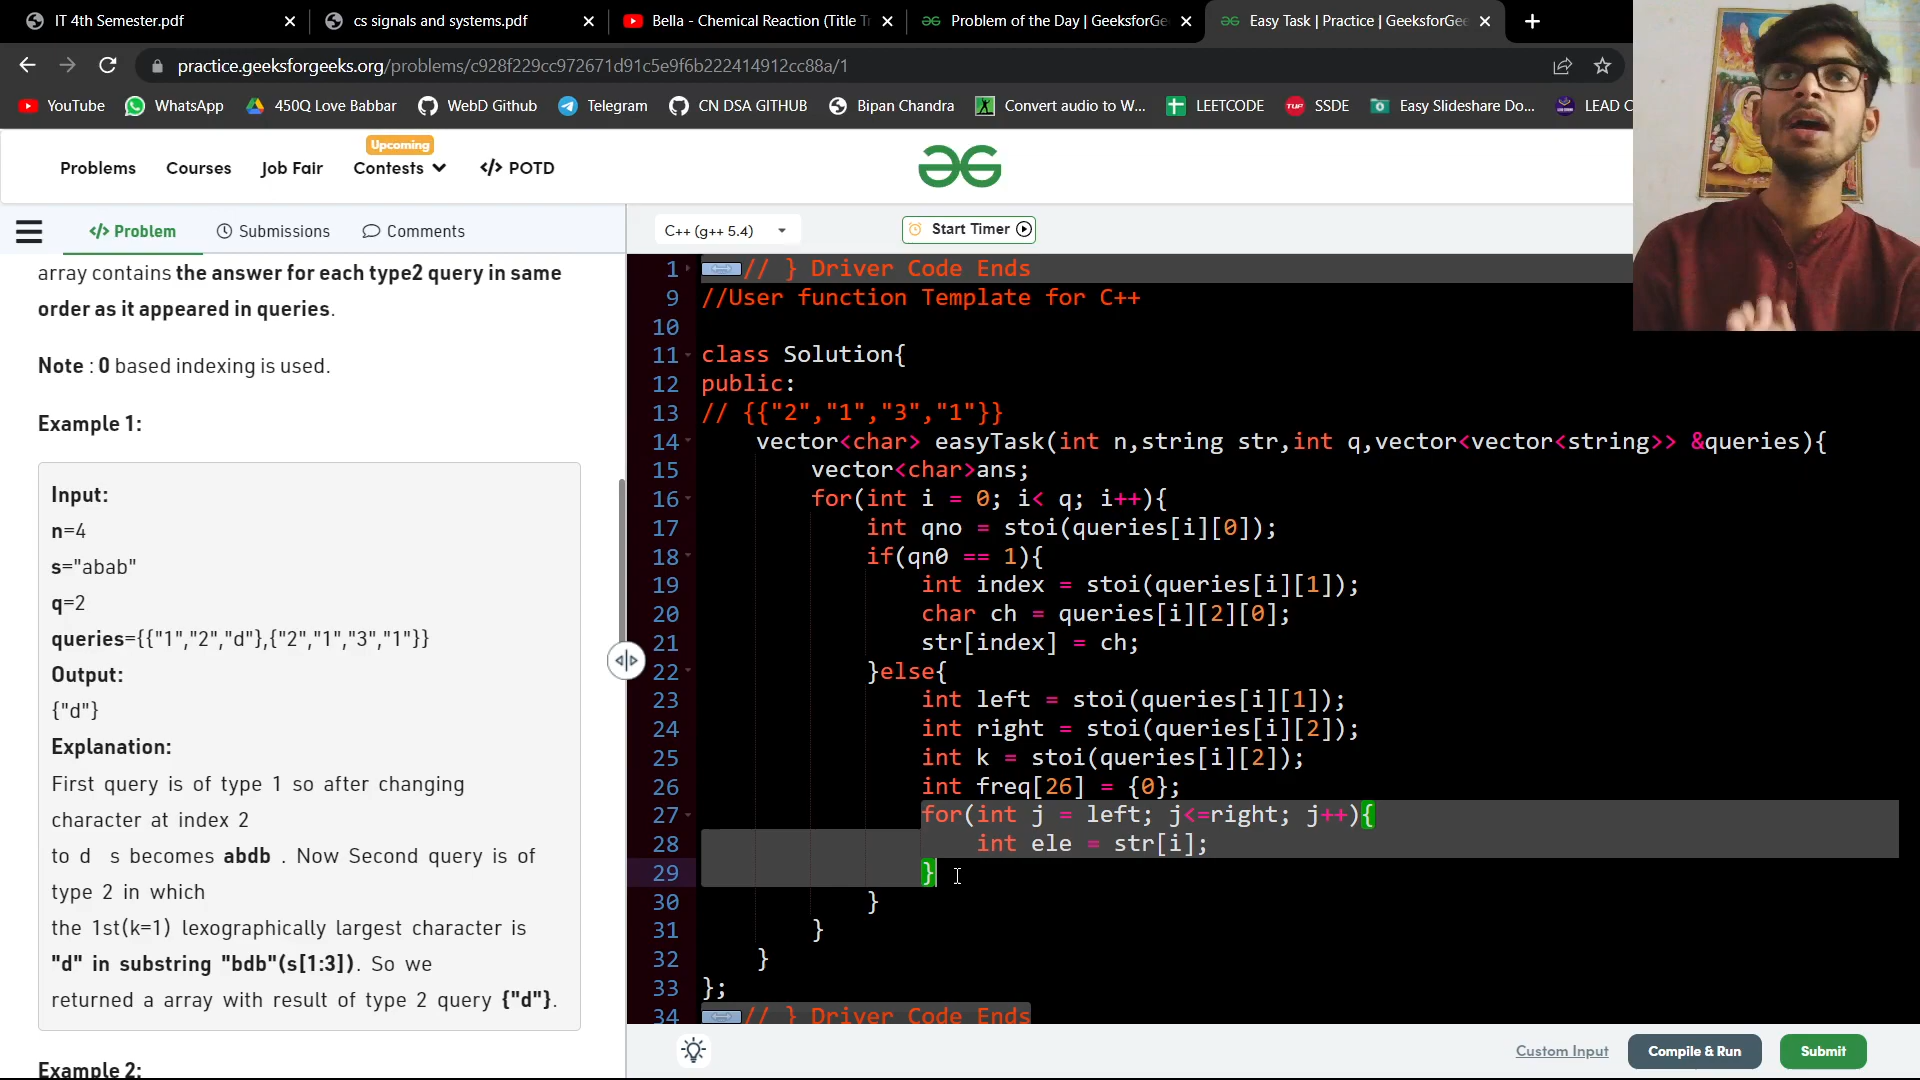 IT 4th Semester.pdf
cs signals and systems.pdf
Bella - Chemical Reaction (Title Tr
Problem of the Day | GeeksforGe
Easy Task | Practice | GeeksforGe
practice.geeksforgeeks.org/problems/c928f229cc972671d91c5e9f6b222414912cc88a/1
YouTube
WhatsApp
450Q Love Babbar
WebD Github
Telegram
CN DSA GITHUB
Bipan Chandra
Convert audio to W...
LEETCODE
TUF
SSDE
Easy Slideshare Do...
LEAD C
Upcoming
Problems
Courses
Job Fair
Contests
</> POTD
</> Problem
Submissions
Comments
C++ (g++ 5.4)
Start Timer
array contains the answer for each type2 query in same
order as it appeared in queries.
Note : 0 based indexing is used.
Example 1:
Input:
n=4
s="abab"
q=2
queries={{"1","2","d"},{"2","1","3","1"}}
Output:
{"d"}
Explanation:
First query is of type 1 so after changing
character at index 2
to d s becomes abdb . Now Second query is of
type 2 in which
the 1st(k=1) lexographically largest character is
"d" in substring "bdb"(s[1:3]). So we
returned a array with result of type 2 query {"d"}.
Example 2:
1 // } Driver Code Ends
9 //User function Template for C++
10
11 class Solution{
12 public:
13 // {{"2","1","3","1"}}
14 vector<char> easyTask(int n,string str,int q,vector<vector<string>> &queries){
15 vector<char>ans;
16 for(int i = 0; i< q; i++){
17 int qno = stoi(queries[i][0]);
18 if(qn0 == 1){
19 int index = stoi(queries[i][1]);
20 char ch = queries[i][2][0];
21 str[index] = ch;
22 }else{
23 int left = stoi(queries[i][1]);
24 int right = stoi(queries[i][2]);
25 int k = stoi(queries[i][2]);
26 int freq[26] = {0};
27 for(int j = left; j<=right; j++){
28 int ele = str[i];
29 }
30 }
31 }
32 }
33 };
34 // } Driver Code Ends
Custom Input
Compile & Run
Submit